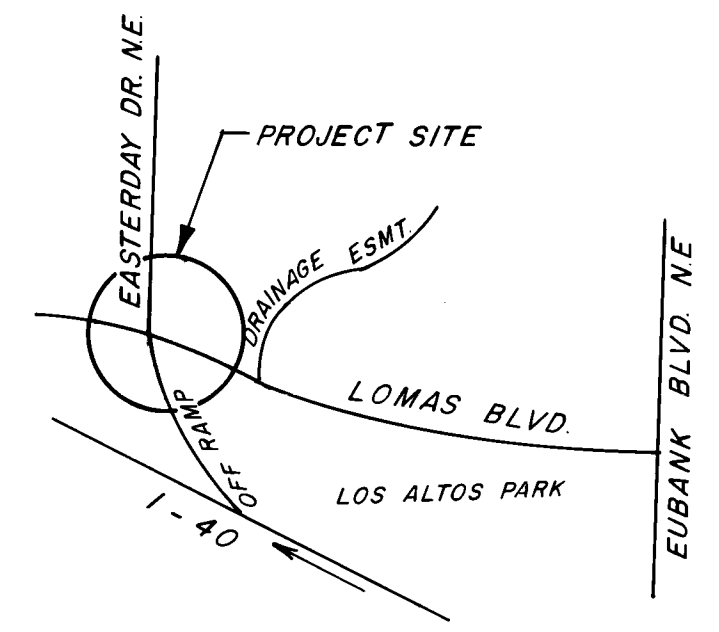 EASTERDAY DR. N.E.
PROJECT SITE
DRAINAGE ESMT.
LOMAS BLVD.
EUBANK BLVD. N.E
OFF RAMP
LOS ALTOS PARK
I-40